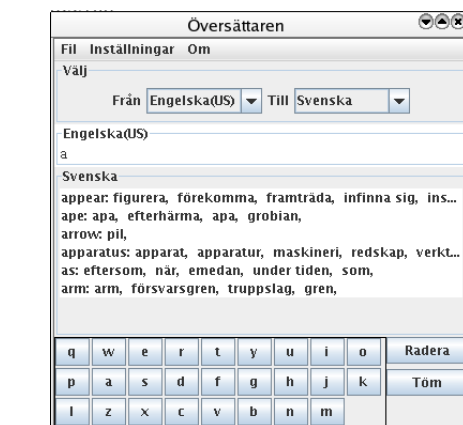 Översättaren
Fil Inställningar Om
Välj
Från Engelska(US) Till Svenska
Engelska(US)
a
Svenska
appear: figurera, förekomma, framträda, infinna sig, ins...
ape: apa, efterhärma, apa, grobian,
arrow: pil,
apparatus: apparat, apparatur, maskineri, redskap, verkt...
as: eftersom, när, emedan, under tiden, som,
arm: arm, försvarsgren, truppslag, gren,
q w e r t y u i o Radera
p a s d f g h j k Töm
l z x c v b n m